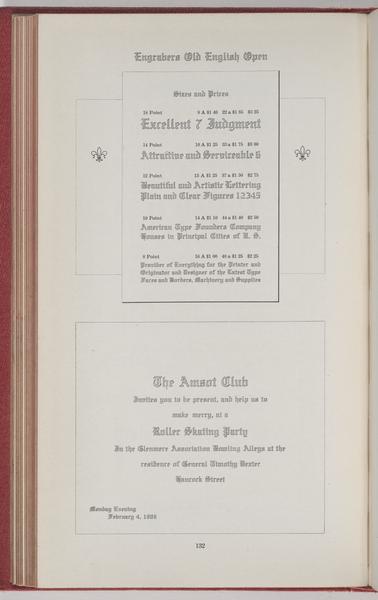 Engravers Old English Open
Sizes and Prices
18 Point 8 A $1 40 22 a $1 85 $3 25
Excellent 7 Judgment
14 Point 10 A $1 25 33 a $1 75 $3 00
Attractive and Serviceable 6
12 Point 13 A $1 25 37 a $1 50 $2 75
Beautiful and Artistic Lettering
Plain and Clear Figures 12345
10 Point 14 A $1 10 44 a $1 40 $2 50
American Type Founders Company
Houses in Principal Cities of U. S.
8 Point 16 A $1 00 46 a $1 25 $2 25
Provider of Everything for the Printer and
Originator and Designer of the Latest Type
Faces and Borders, Machinery and Supplies
The Amsot Club
Invites you to be present, and help us to
make merry, at a
Roller Skating Party
In the Glenmere Association Bowling Alleys at the
residence of General Timothy Dexter
Hancock Street
Monday Evening
February 4,
132